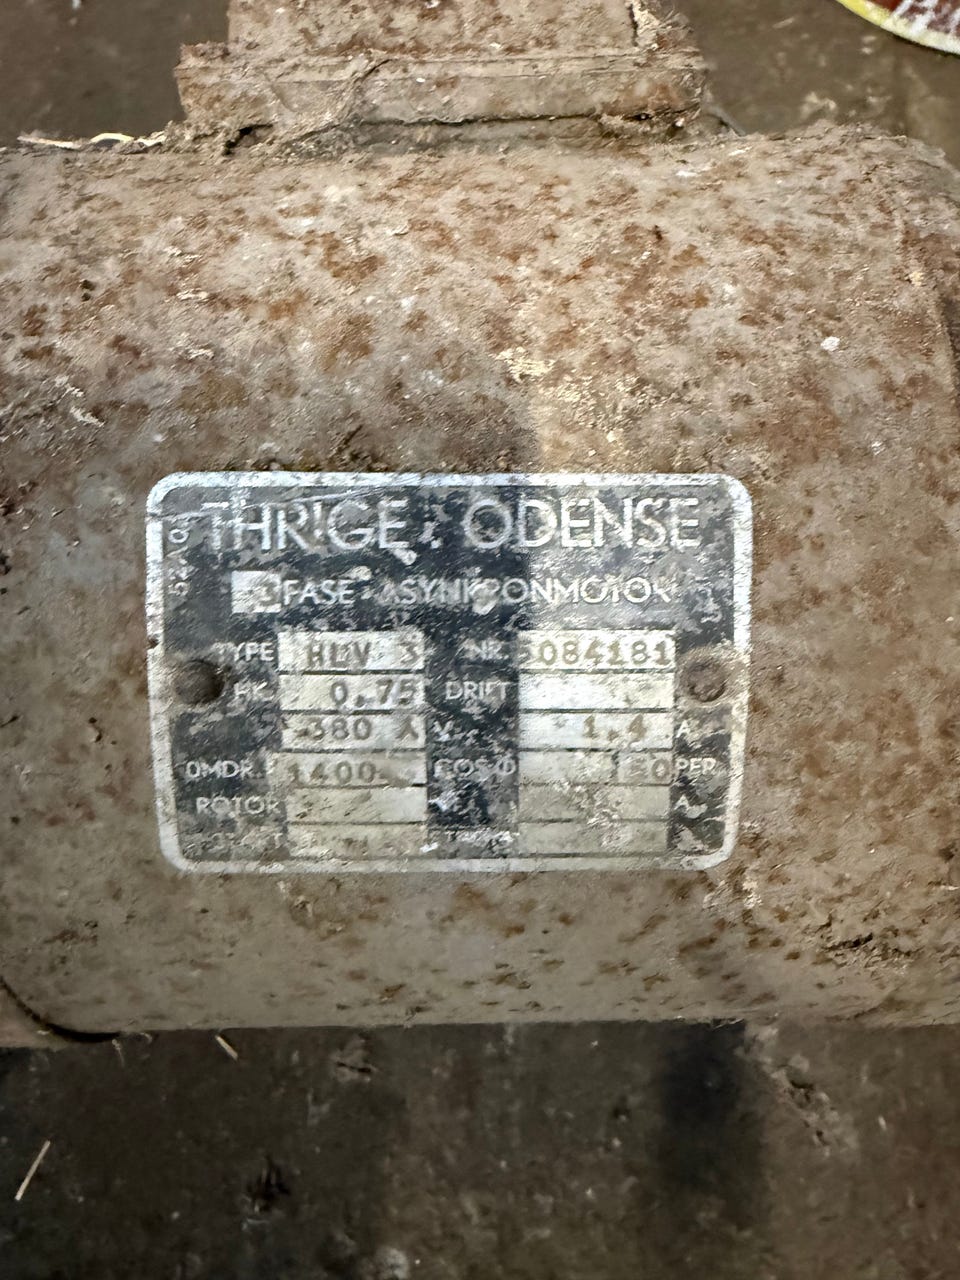 THRIGE : ODENSE
FASE - ASYNKRONMOTOR
TYPE HLV 3 NR. 5084181
HK. 0.75 DRIFT
380 V. 1.4 A
OMDR. 1400 COS Φ 50 PER.
ROTOR V. A.